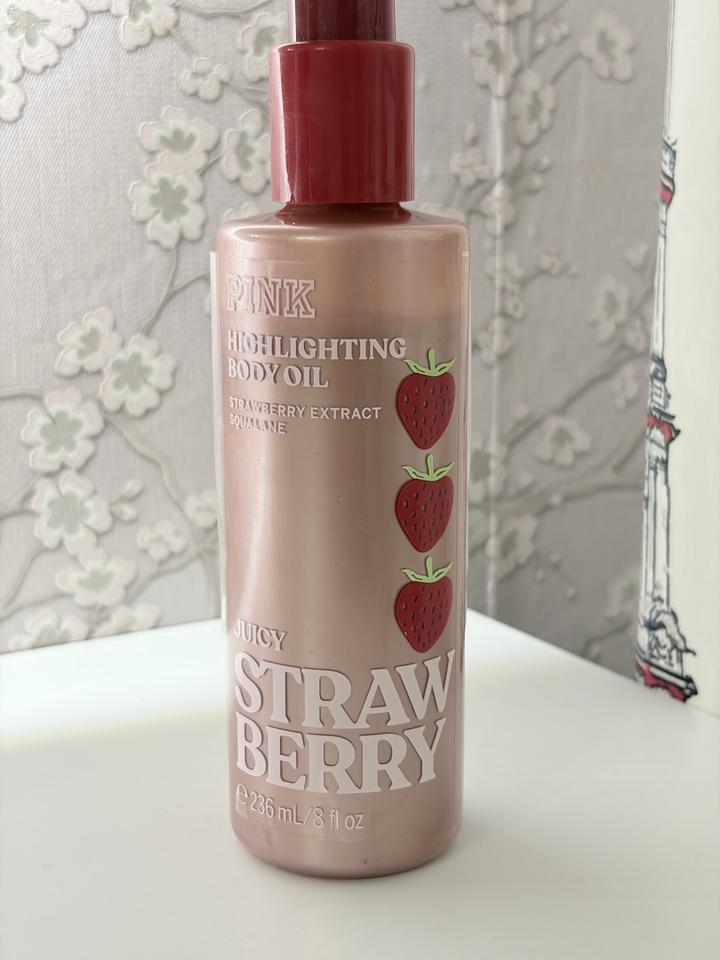 PINK
HIGHLIGHTING
BODY OIL
STRAWBERRY EXTRACT
SQUALANE
JUICY
STRAW
BERRY
℮ 236 mL/8 fl oz